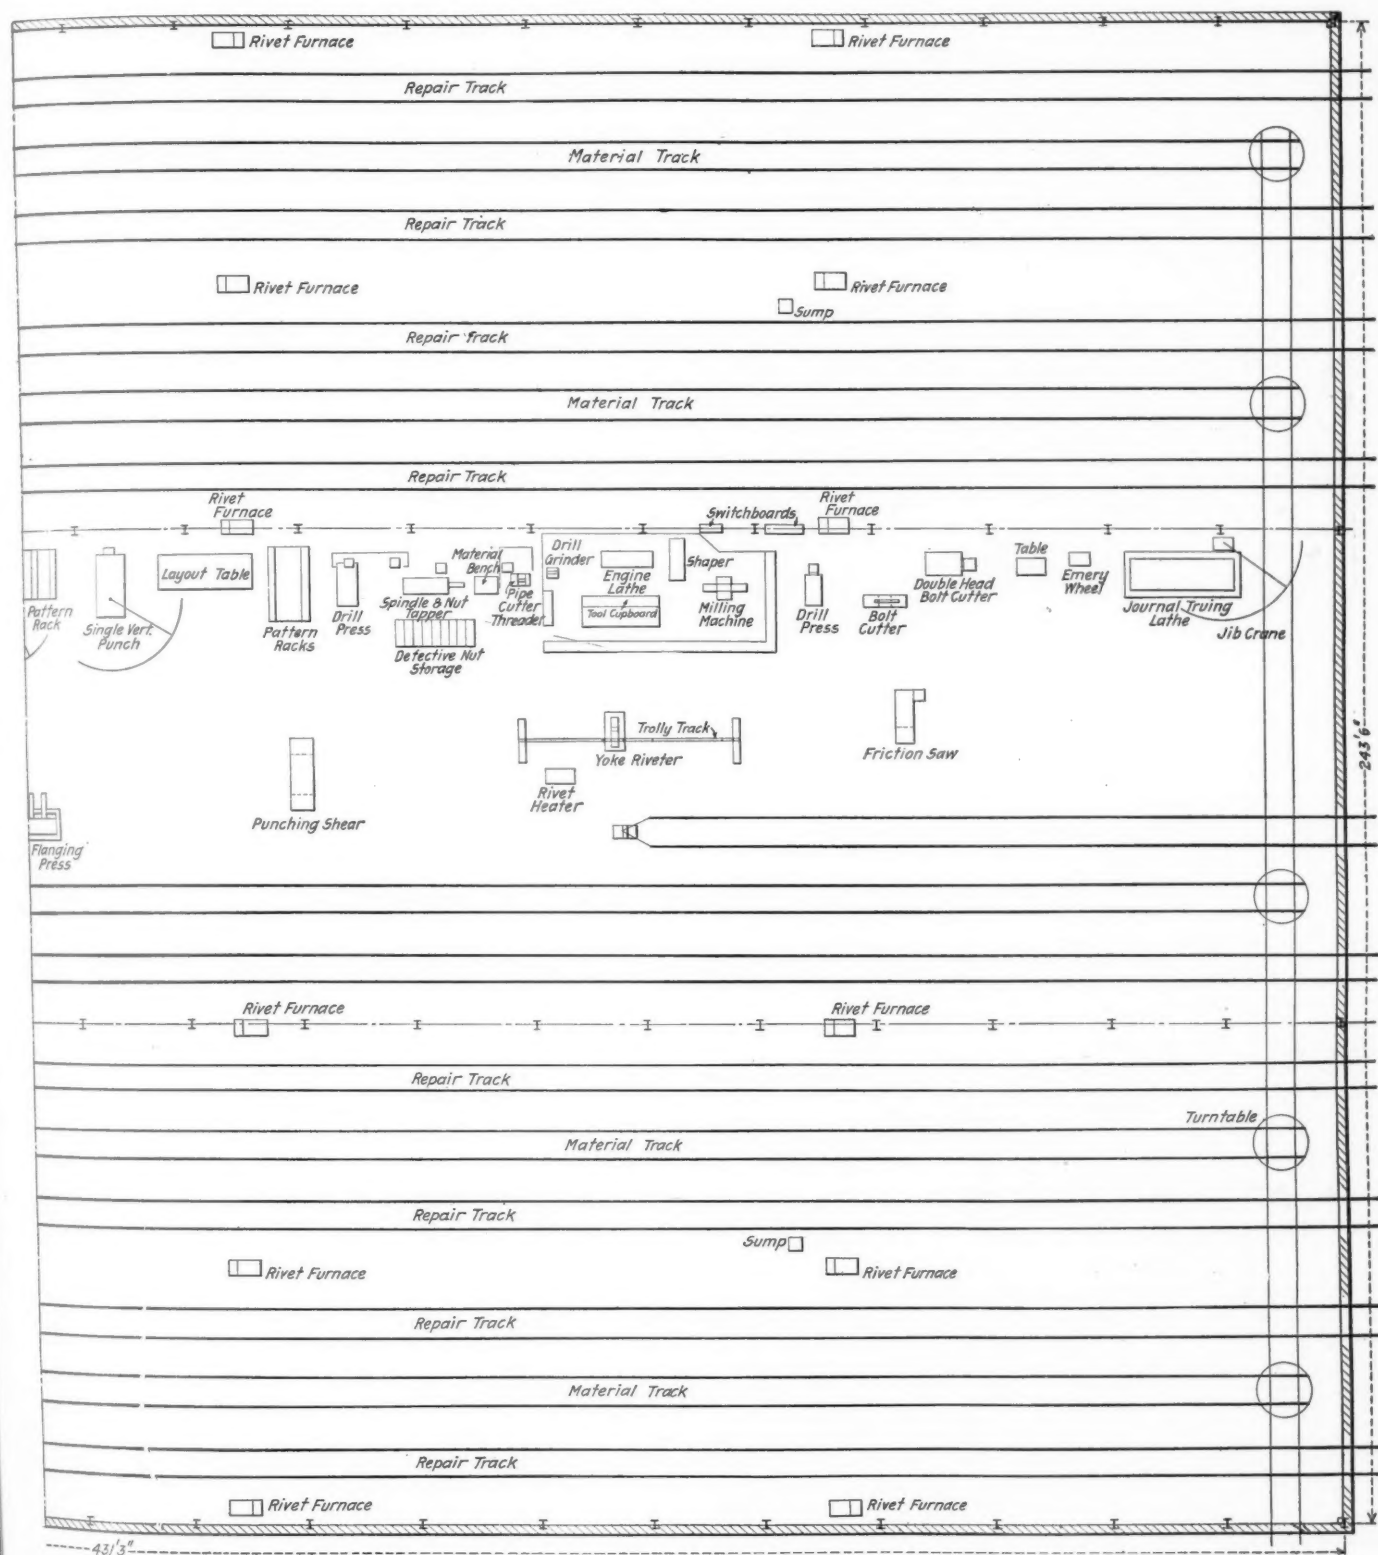 Rivet Furnace
Rivet Furnace
Repair Track
Material Track
Repair Track
Rivet Furnace
Rivet Furnace
Sump
Repair Track
Material Track
Repair Track
Rivet
Furnace
Switchboards
Rivet
Furnace
Pattern
Rack
Single Vert.
Punch
Layout Table
Pattern
Racks
Drill
Press
Spindle & Nut
Tapper
Material
Bench
Pipe
Cutter
Threader
Defective Nut
Storage
Drill
Grinder
Engine
Lathe
Tool Cupboard
Shaper
Milling
Machine
Drill
Press
Bolt
Cutter
Double Head
Bolt Cutter
Table
Emery
Wheel
Journal Truing
Lathe
Jib Crane
243'6"
Trolly Track
Yoke Riveter
Rivet
Heater
Friction Saw
Punching Shear
Flanging
Press
Rivet Furnace
Rivet Furnace
Repair Track
Turntable
Material Track
Repair Track
Sump
Rivet Furnace
Rivet Furnace
Repair Track
Material Track
Repair Track
Rivet Furnace
Rivet Furnace
431'3"